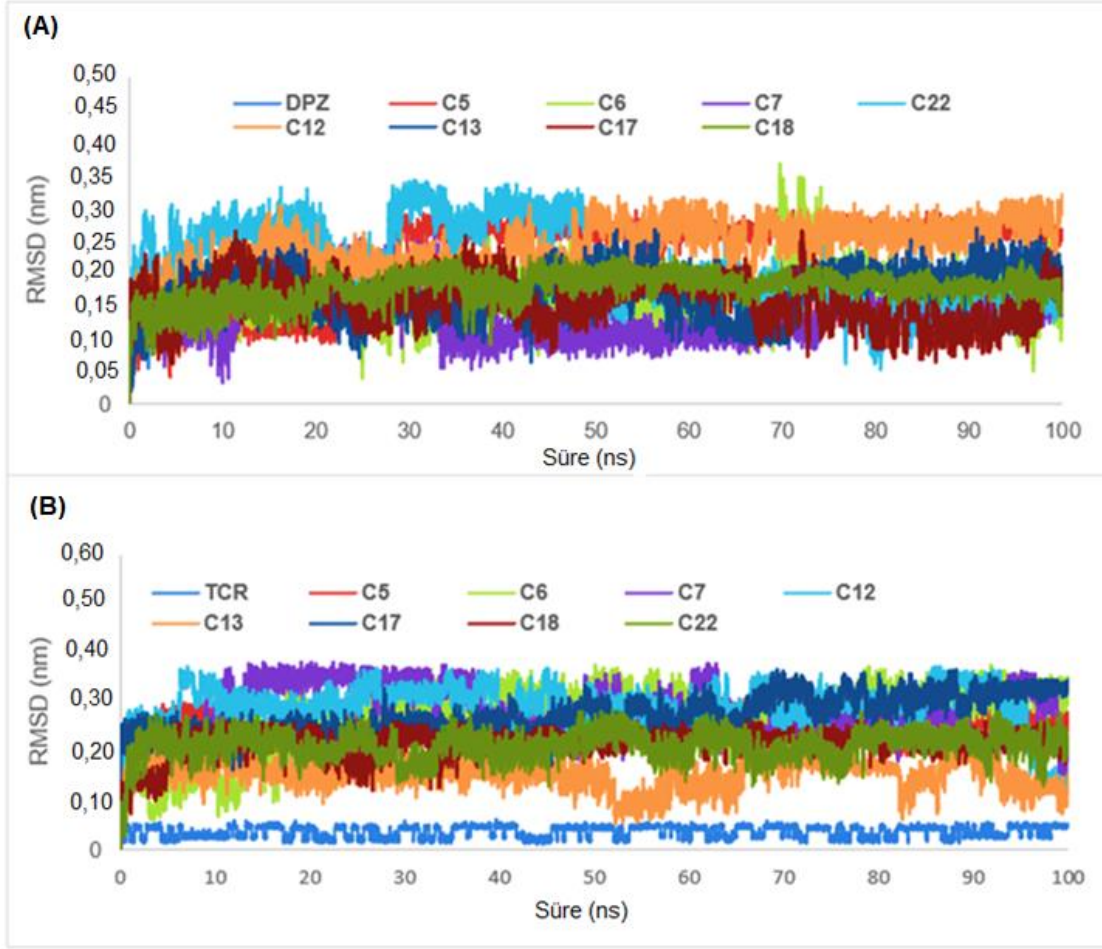 (A)
0,50
0,45
0,40
0,35
0,30
0,25
0,20
0,15
0,10
0,05
0
RMSD (nm)
DPZ C5 C6 C7 C22
C12 C13 C17 C18
0 10 20 30 40 50 60 70 80 90 100
Süre (ns)
(B)
0,60
0,50
0,40
0,30
0,20
0,10
0
RMSD (nm)
TCR C5 C6 C7 C12
C13 C17 C18 C22
0 10 20 30 40 50 60 70 80 90 100
Süre (ns)